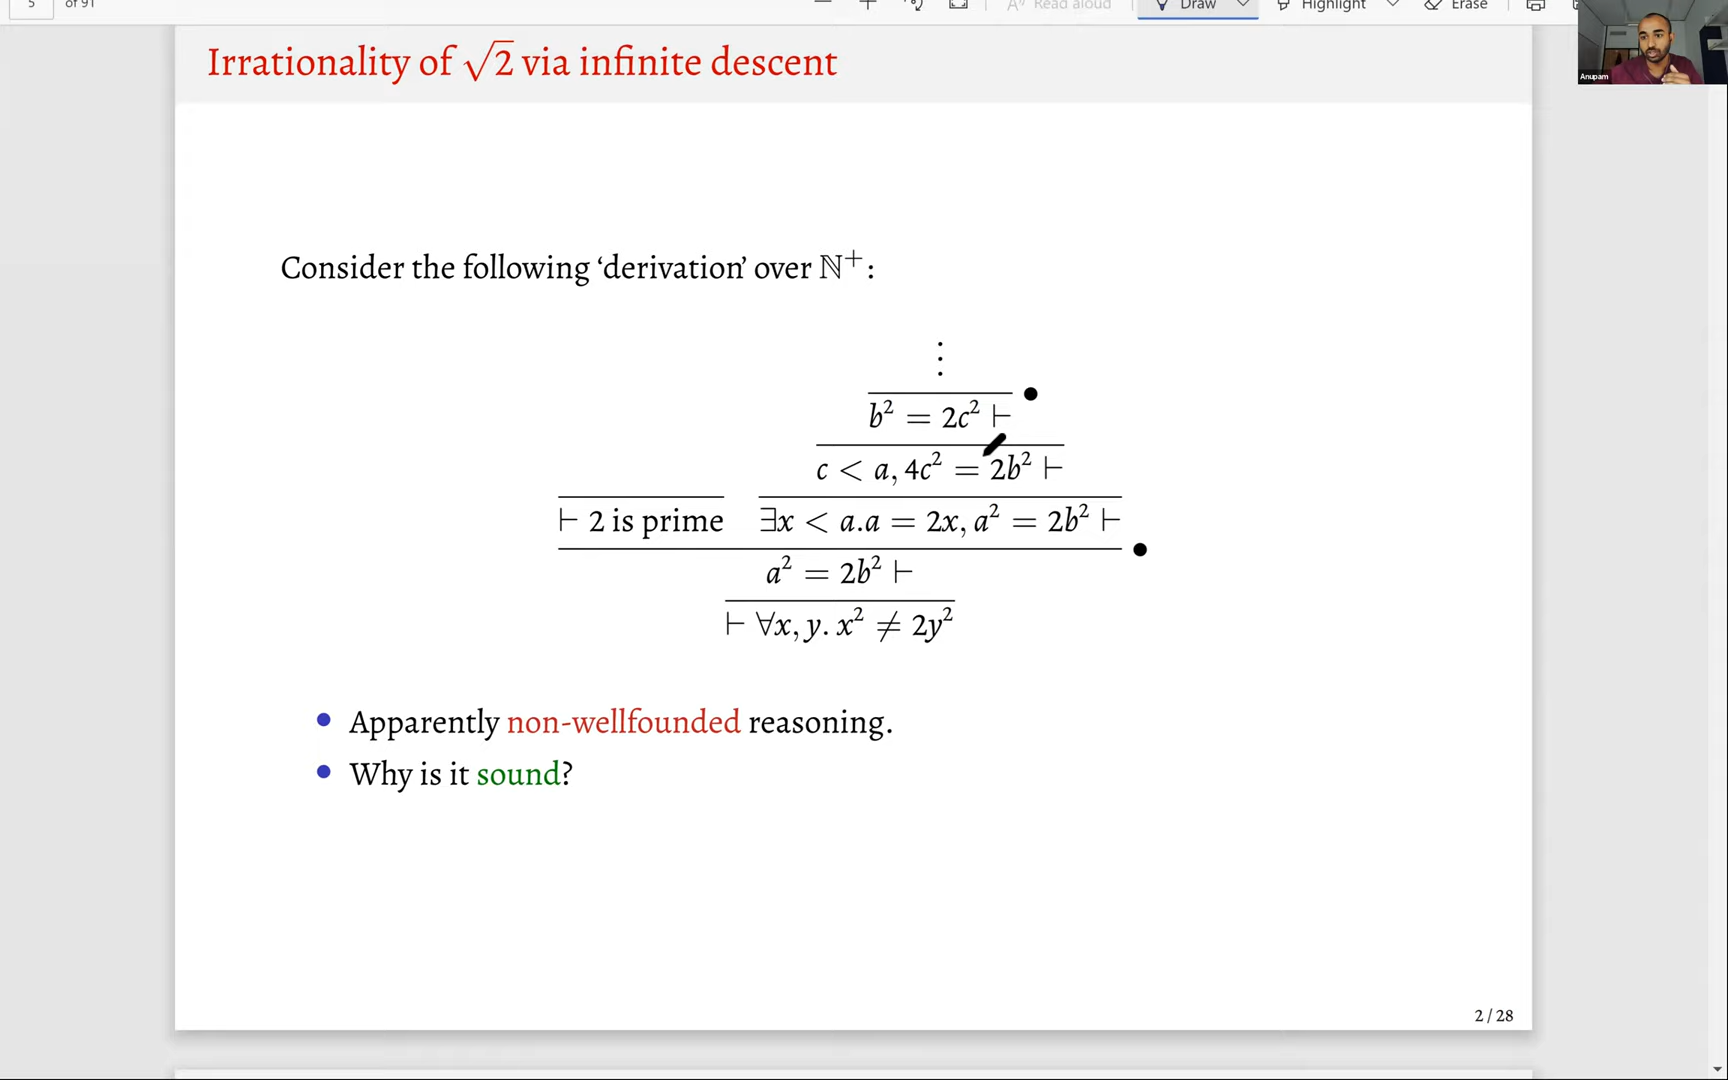 5 of 91 Read aloud Draw Highlight Erase
Anupam
Irrationality of √2 via infinite descent
Consider the following ‘derivation’ over ℕ⁺:
⋮
b² = 2c² ⊢ •
c < a, 4c² = 2b² ⊢
⊢ 2 is prime ∃x < a.a = 2x, a² = 2b² ⊢
a² = 2b² ⊢ •
⊢ ∀x, y. x² ≠ 2y²
• Apparently non-wellfounded reasoning.
• Why is it sound?
2 / 28